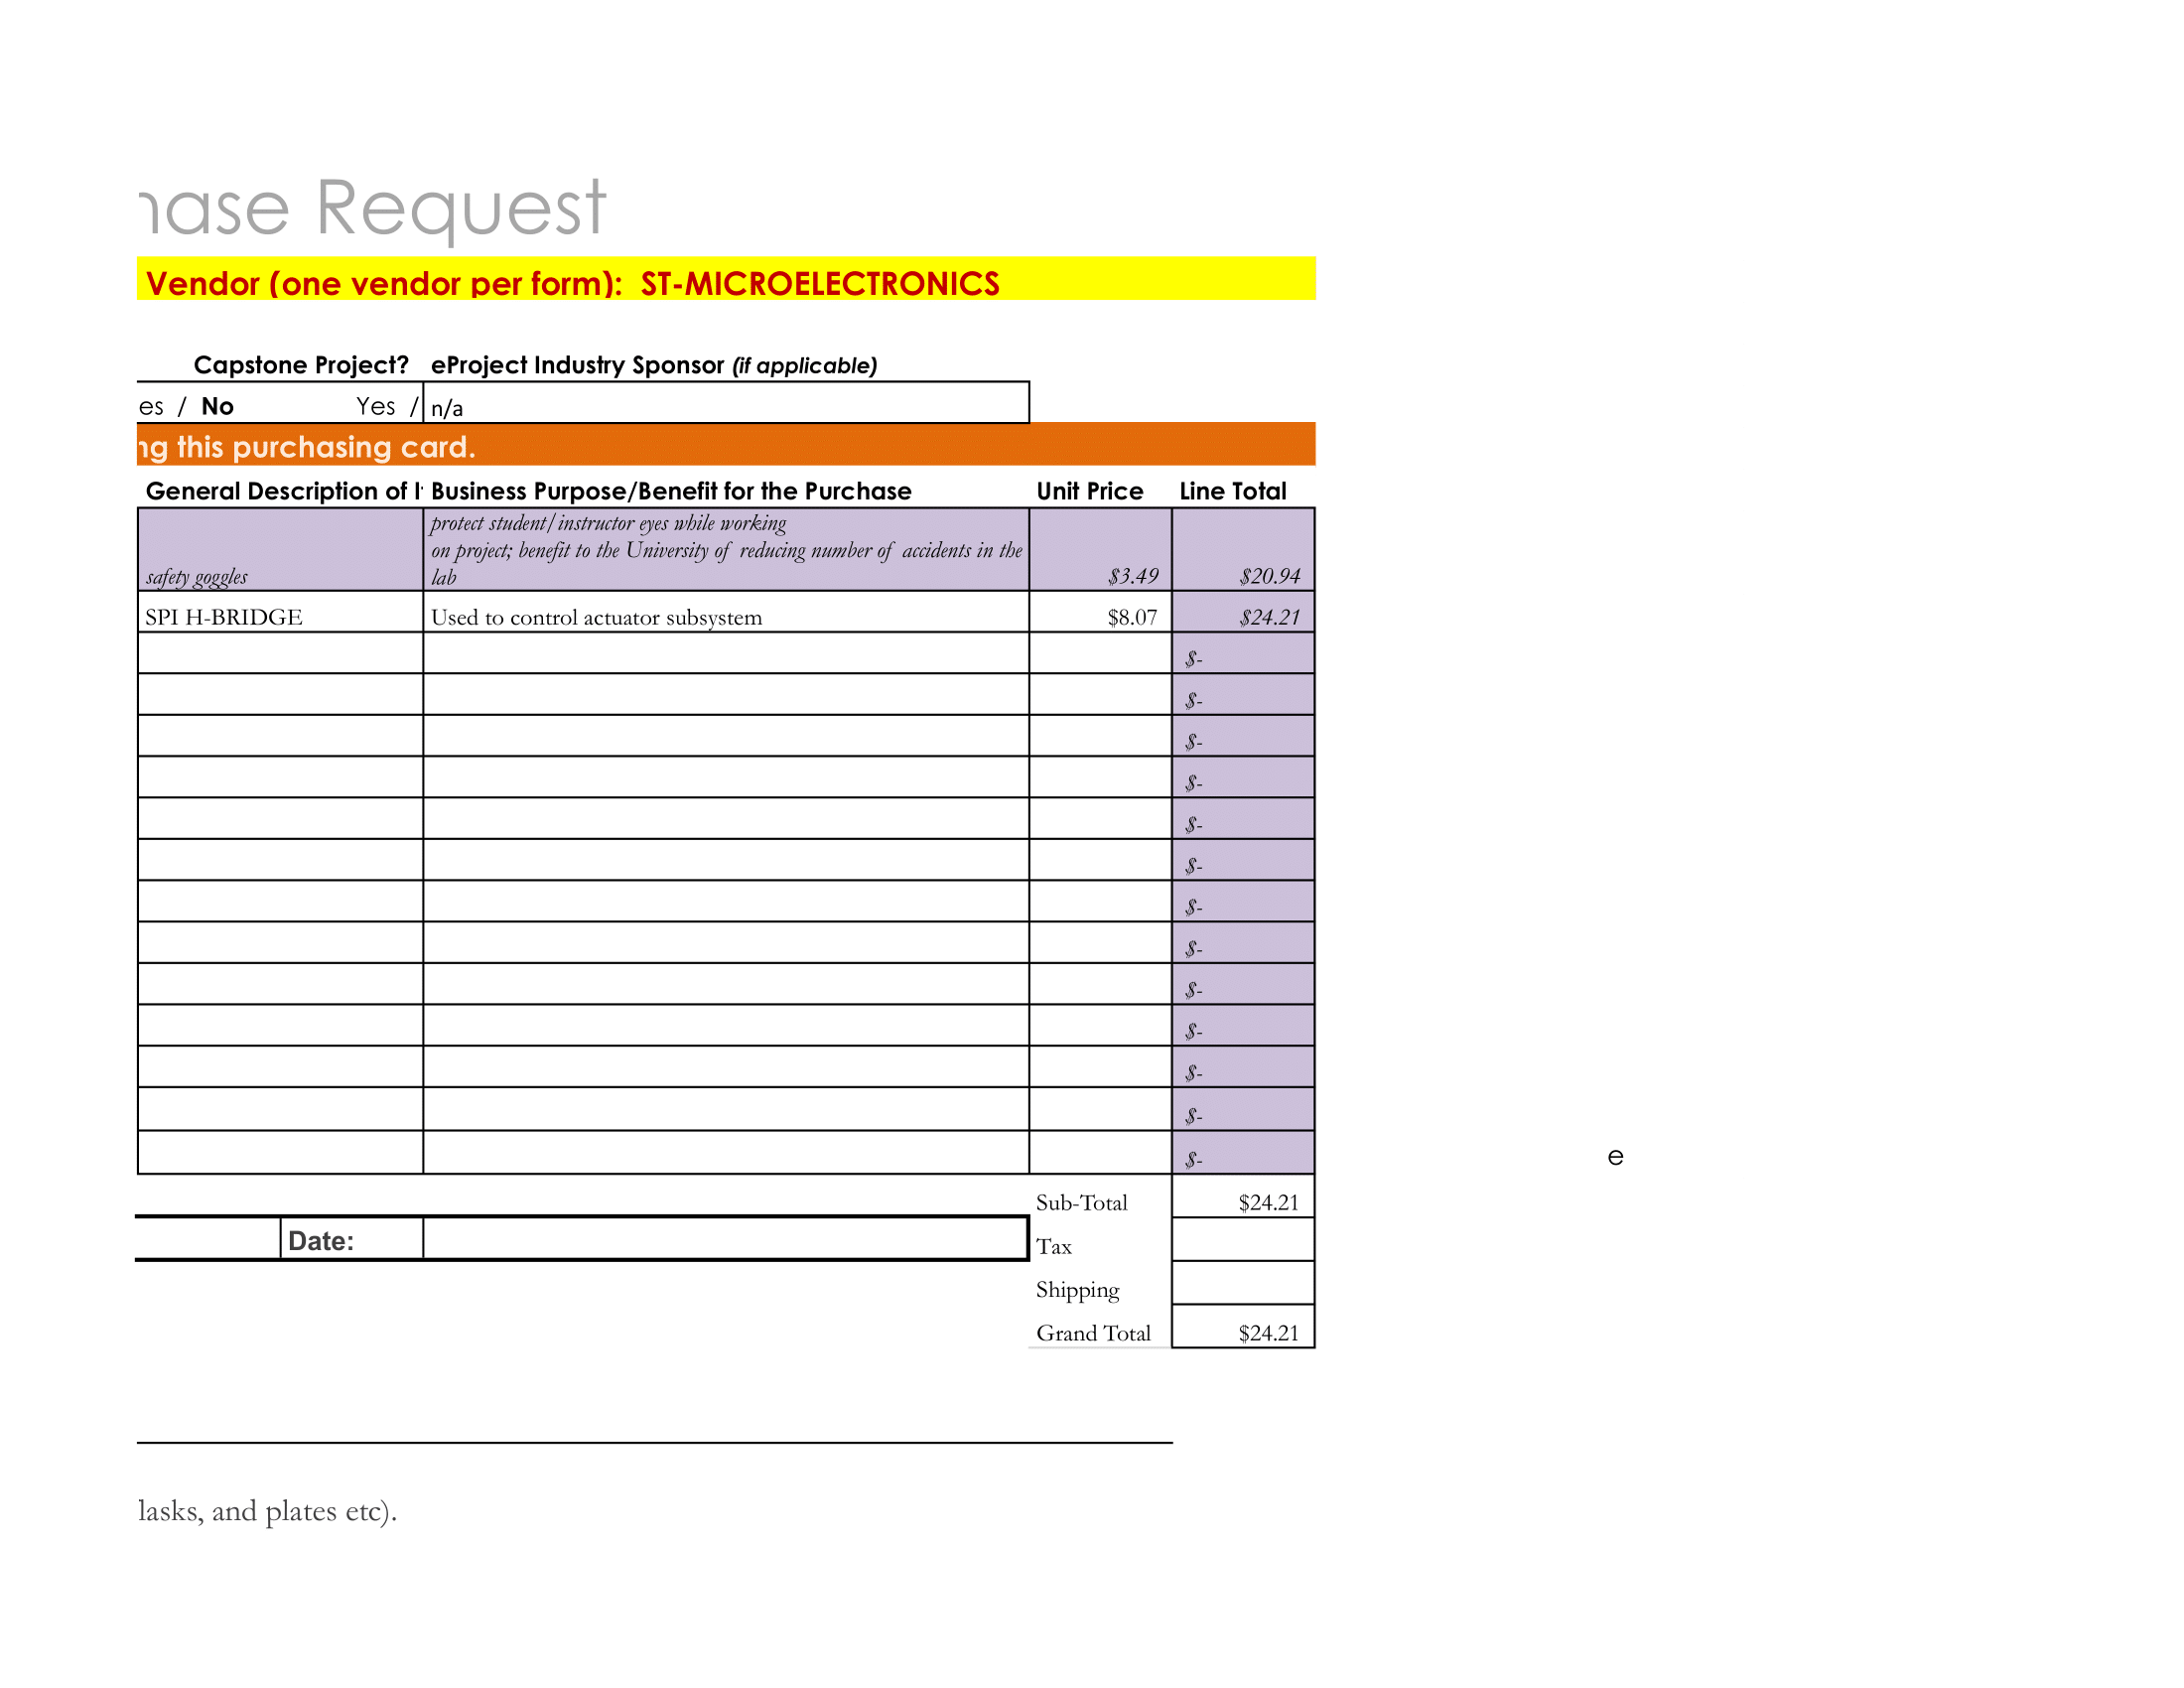 hase Request
Vendor (one vendor per form): ST-MICROELECTRONICS
Capstone Project? eProject Industry Sponsor (if applicable)
es / No Yes / n/a
ng this purchasing card.
General Description of I Business Purpose/Benefit for the Purchase Unit Price Line Total
protect student/instructor eyes while working
on project; benefit to the University of reducing number of accidents in the
safety goggles lab $3.49 $20.94
SPI H-BRIDGE Used to control actuator subsystem $8.07 $24.21
$-
$-
$-
$-
$-
$-
$-
$-
$-
$-
$-
$-
$-
e
Sub-Total $24.21
Date:
Tax
Shipping
Grand Total $24.21
lasks, and plates etc).